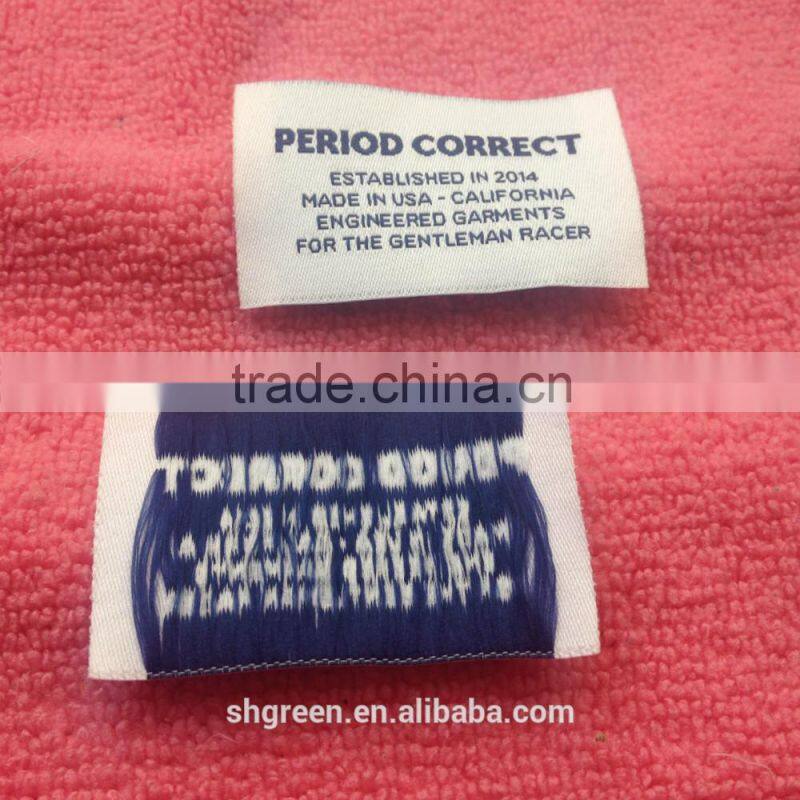 PERIOD CORRECT
ESTABLISHED IN 2014
MADE IN USA - CALIFORNIA
ENGINEERED GARMENTS
FOR THE GENTLEMAN RACER
trade.china.cn
shgreen.en.alibaba.com